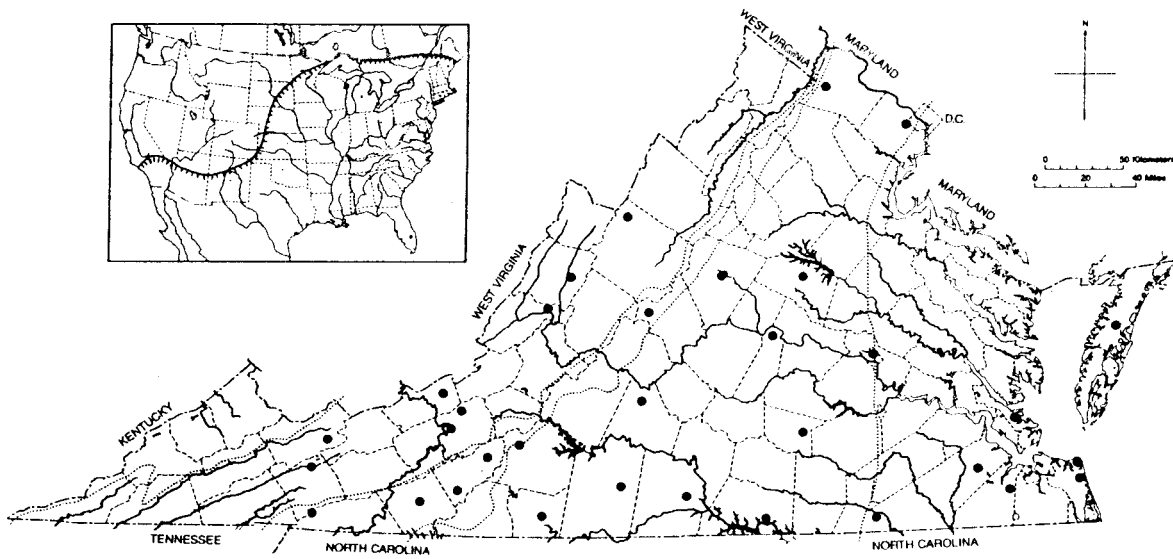 WEST VIRGINIA
MARYLAND
N
D.C.
0 50 Kilometers
0 20 40 Miles
MARYLAND
WEST VIRGINIA
KENTUCKY
TENNESSEE
NORTH CAROLINA
NORTH CAROLINA